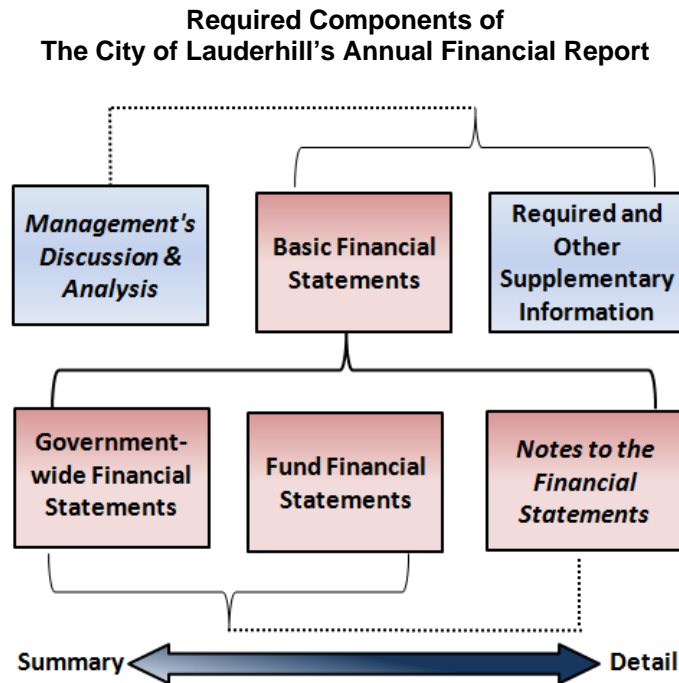 Required Components of
The City of Lauderhill’s Annual Financial Report
Management's
Discussion &
Analysis
Basic Financial
Statements
Required and
Other
Supplementary
Information
Government-
wide Financial
Statements
Fund Financial
Statements
Notes to the
Financial
Statements
Summary
Detail